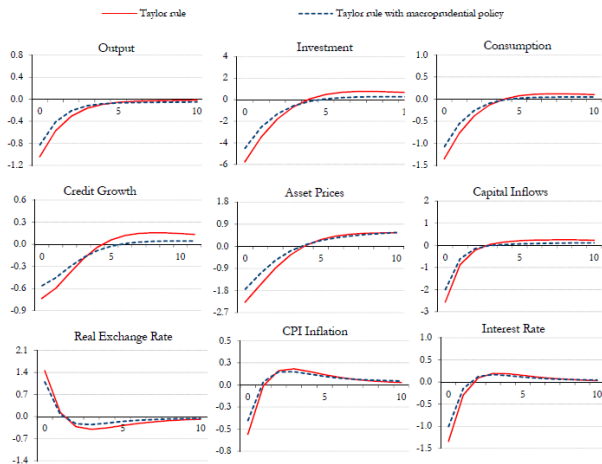 Taylor rule Taylor rule with macroprudential policy
Output Investment Consumption
0.4 4 1.0
0.0 2 0.5
-0.4 0 0.0
-0.8 -2 -0.5
-1.2 -4 -1.0
-6 -1.5
0 5 10 0 5 10 0 5 10
Credit Growth Asset Prices Capital Inflows
0.6 1.8 2
0.3 0.9 1
0.0 0.0 0
-0.3 -0.9 -1
-0.6 -1.8 -2
-0.9 -2.7 -3
0 5 10 0 5 10 0 5 10
Real Exchange Rate CPI Inflation Interest Rate
2.1 0.5 1.0
1.4 0.3 0.5
0.7 0.0 0.0
0.0 -0.3 -0.5
-0.7 -0.5 -1.0
-1.4 -0.8 -1.5
0 5 10 0 5 10 0 5 10